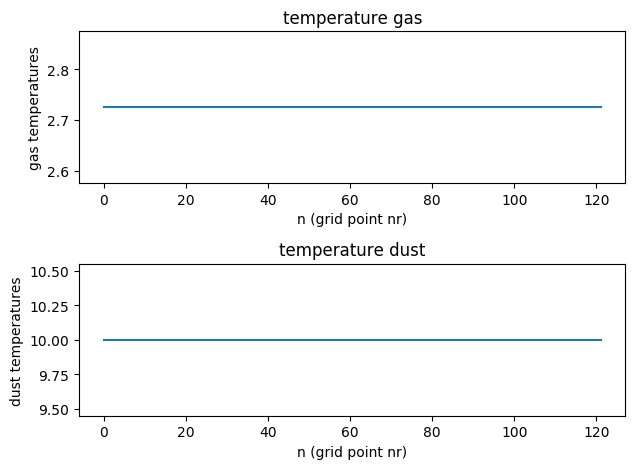 temperature gas
gas temperatures
2.8
2.7
2.6
0 20 40 60 80 100 120
n (grid point nr)
temperature dust
dust temperatures
10.50
10.25
10.00
9.75
9.50
0 20 40 60 80 100 120
n (grid point nr)